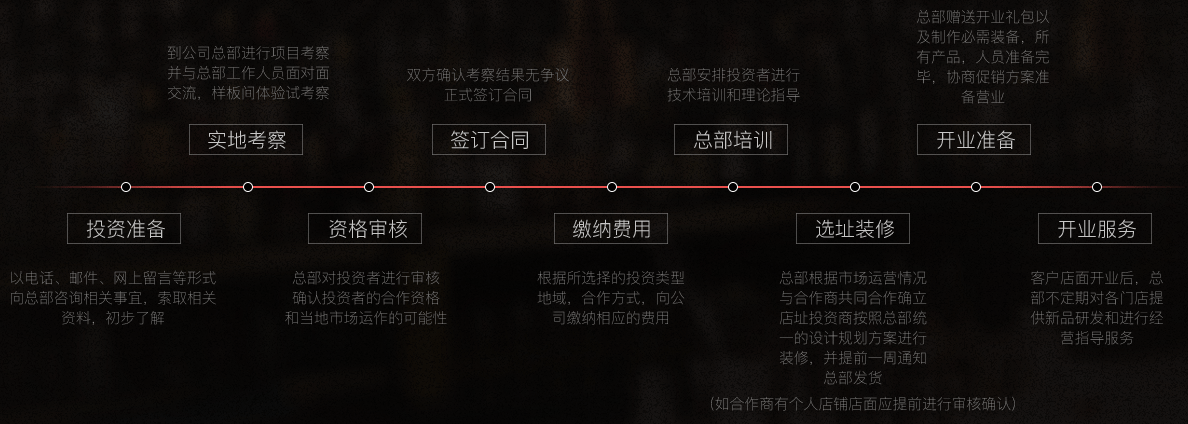 到公司总部进行项目考察
并与总部工作人员面对面
交流，样板间体验试考察
实地考察
双方确认考察结果无争议
正式签订合同
签订合同
总部安排投资者进行
技术培训和理论指导
总部培训
总部赠送开业礼包以
及制作必需装备，所
有产品，人员准备完
毕，协商促销方案准
备营业
开业准备
投资准备
以电话、邮件、网上留言等形式
向总部咨询相关事宜，索取相关
资料，初步了解
资格审核
总部对投资者进行审核
确认投资者的合作资格
和当地市场运作的可能性
缴纳费用
根据所选择的投资类型
地域，合作方式，向公
司缴纳相应的费用
选址装修
总部根据市场运营情况
与合作商共同合作确立
店址投资商按照总部统
一的设计规划方案进行
装修，并提前一周通知
总部发货
(如合作商有个人店铺店面应提前进行审核确认)
开业服务
客户店面开业后，总
部不定期对各门店提
供新品研发和进行经
营指导服务